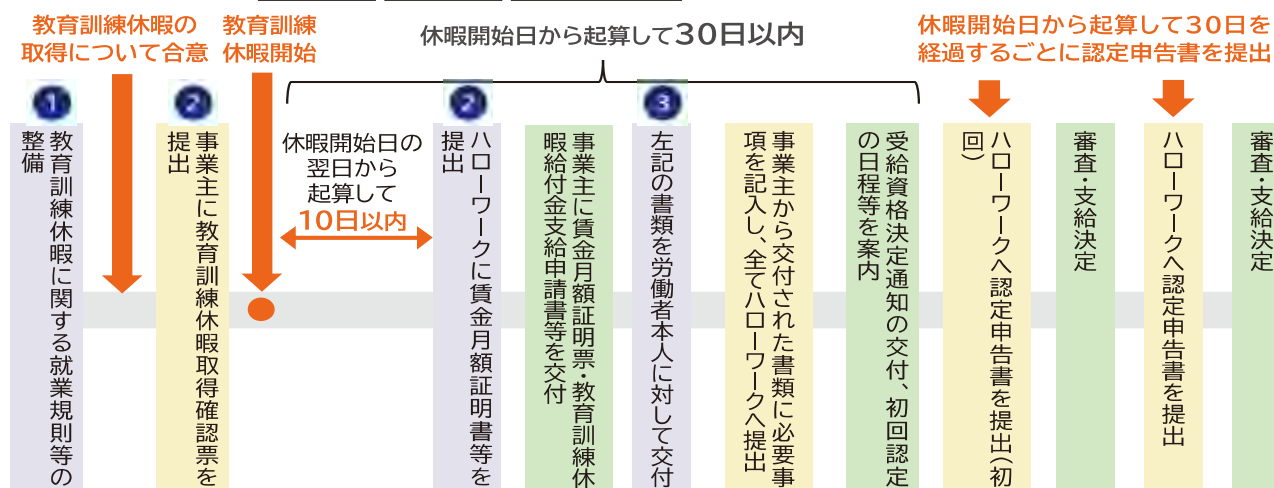 教育訓練休暇の
取得について合意
教育訓練
休暇開始
休暇開始日から起算して30日以内
休暇開始日から起算して30日を
経過するごとに認定申告書を提出
①
教育訓練休暇に関する就業規則等の
整備
②
事業主に教育訓練休暇取得確認票を
提出
休暇開始日の
翌日から
起算して
10日以内
②
ハローワークに賃金月額証明書等を
提出
事業主に賃金月額証明票・教育訓練休
暇給付金支給申請書等を交付
③
左記の書類を労働者本人に対して交付
事業主から交付された書類に必要事
項を記入し、全てハローワークへ提出
受給資格決定通知の交付、初回認定
の日程等を案内
ハローワークへ認定申告書を提出(初
回)
審査・支給決定
ハローワークへ認定申告書を提出
審査・支給決定